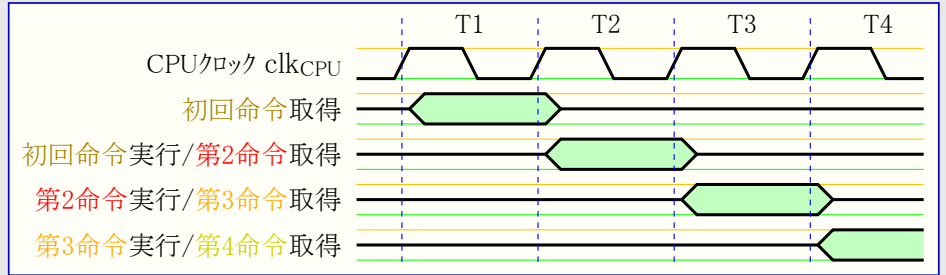 T1 T2 T3 T4
CPUクロック clkCPU
初回命令取得
初回命令実行/第2命令取得
第2命令実行/第3命令取得
第3命令実行/第4命令取得